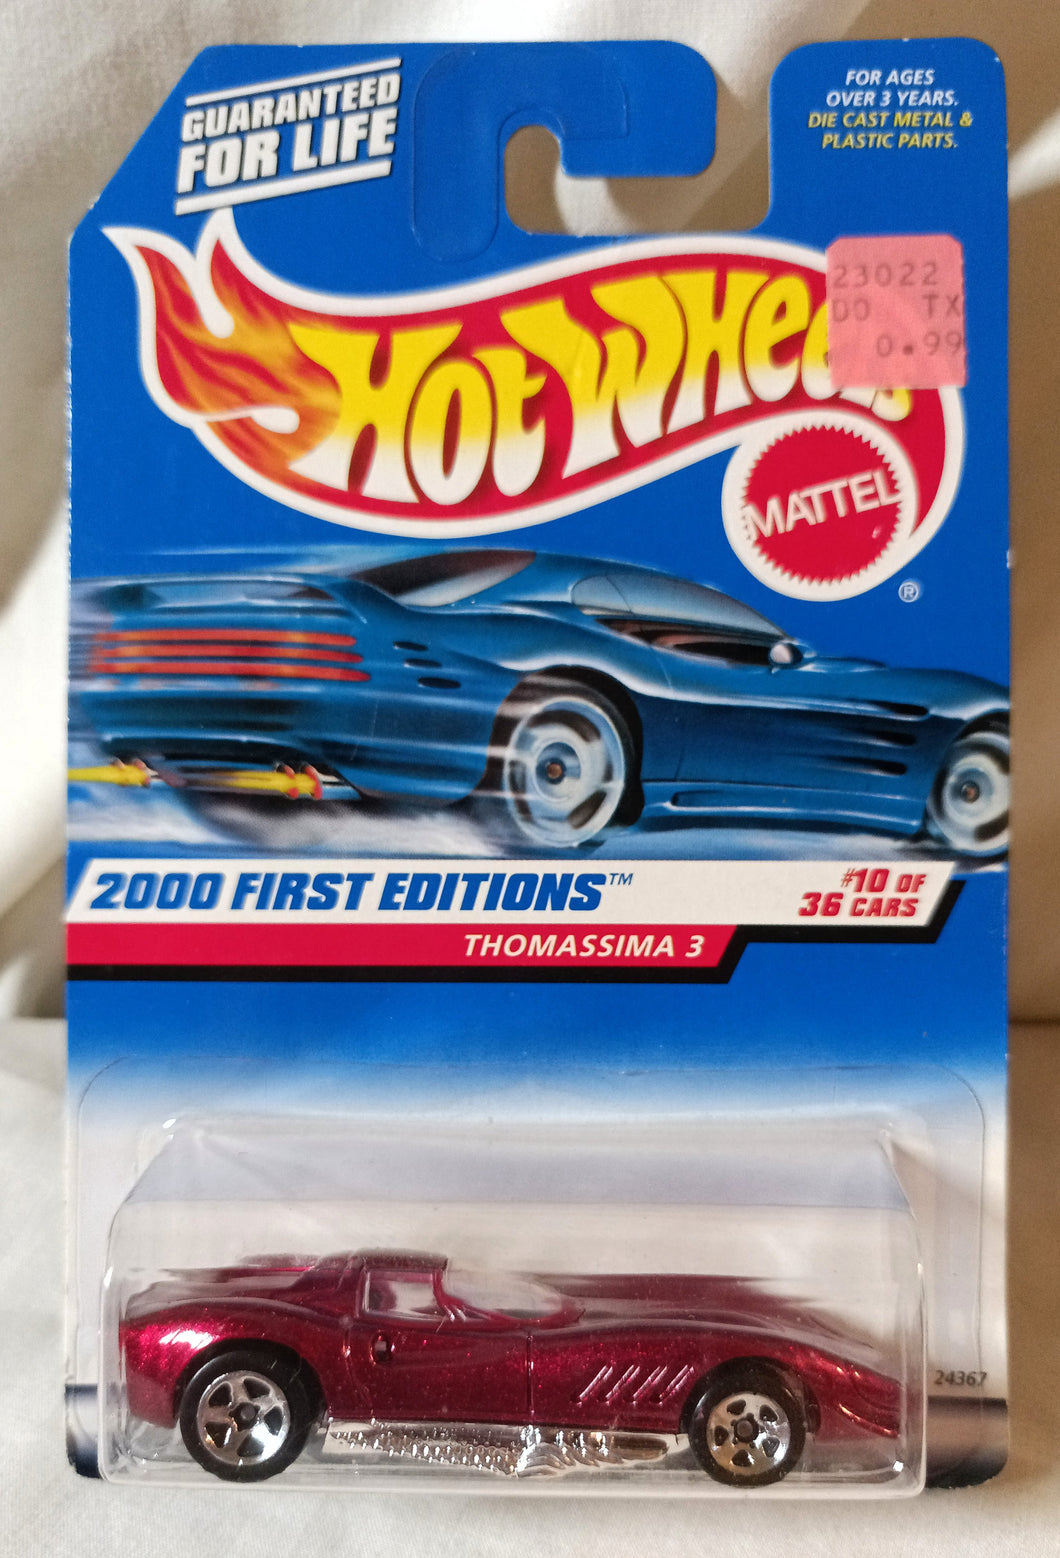 GUARANTEED
FOR LIFE
FOR AGES
OVER 3 YEARS.
DIE CAST METAL &
PLASTIC PARTS.
HOT WHEELS
23022
DO TX
0.99
MATTEL
®
2000 FIRST EDITIONS™
#10 OF
36 CARS
THOMASSIMA 3
24367